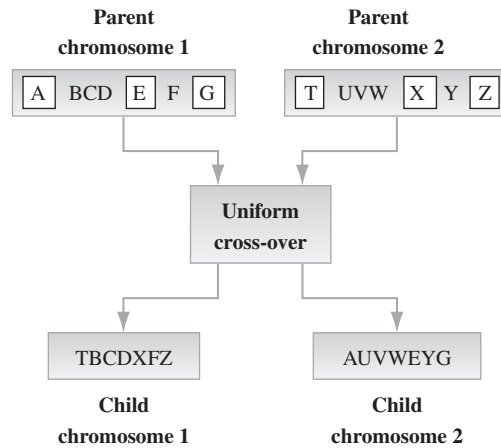 Parent
chromosome 1
Parent
chromosome 2
A BCD E F G
T UVW X Y Z
Uniform
cross-over
TBCDXFZ
AUVWEYG
Child
chromosome 1
Child
chromosome 2